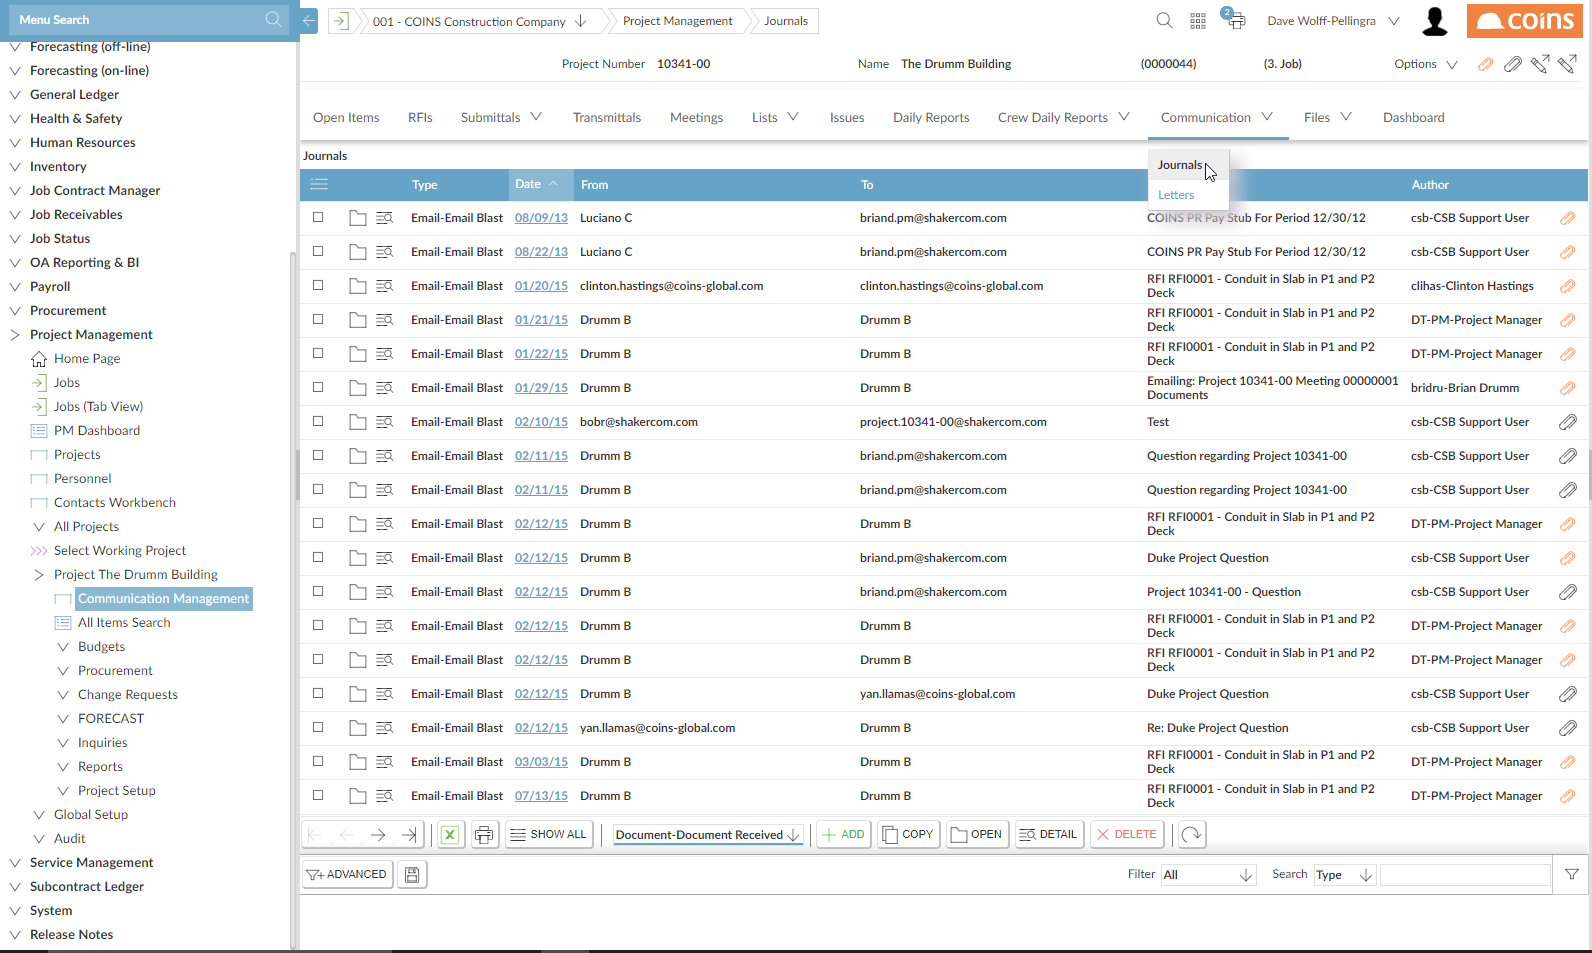 Menu Search
001 - COINS Construction Company
Project Management
Journals
2
Dave Wolff-Pellingra
coins
Project Number 10341-00
Name The Drumm Building
(0000044)
(3. Job)
Options
Open Items
RFIs
Submittals
Transmittals
Meetings
Lists
Issues
Daily Reports
Crew Daily Reports
Communication
Files
Dashboard
Journals
Letters
Forecasting (off-line)
Forecasting (on-line)
General Ledger
Health & Safety
Human Resources
Inventory
Job Contract Manager
Job Receivables
Job Status
OA Reporting & BI
Payroll
Procurement
Project Management
Home Page
Jobs
Jobs (Tab View)
PM Dashboard
Projects
Personnel
Contacts Workbench
All Projects
Select Working Project
Project The Drumm Building
Communication Management
All Items Search
Budgets
Procurement
Change Requests
FORECAST
Inquiries
Reports
Project Setup
Global Setup
Audit
Service Management
Subcontract Ledger
System
Release Notes
Journals
Type Date From To Author
Email-Email Blast 08/09/13 Luciano C briand.pm@shakercom.com COINS PR Pay Stub For Period 12/30/12 csb-CSB Support User
Email-Email Blast 08/22/13 Luciano C briand.pm@shakercom.com COINS PR Pay Stub For Period 12/30/12 csb-CSB Support User
Email-Email Blast 01/20/15 clinton.hastings@coins-global.com clinton.hastings@coins-global.com RFI RFI0001 - Conduit in Slab in P1 and P2 Deck clihas-Clinton Hastings
Email-Email Blast 01/21/15 Drumm B Drumm B RFI RFI0001 - Conduit in Slab in P1 and P2 Deck DT-PM-Project Manager
Email-Email Blast 01/22/15 Drumm B Drumm B RFI RFI0001 - Conduit in Slab in P1 and P2 Deck DT-PM-Project Manager
Email-Email Blast 01/29/15 Drumm B Drumm B Emailing: Project 10341-00 Meeting 00000001 Documents bridru-Brian Drumm
Email-Email Blast 02/10/15 bobr@shakercom.com project.10341-00@shakercom.com Test csb-CSB Support User
Email-Email Blast 02/11/15 Drumm B briand.pm@shakercom.com Question regarding Project 10341-00 csb-CSB Support User
Email-Email Blast 02/11/15 Drumm B briand.pm@shakercom.com Question regarding Project 10341-00 csb-CSB Support User
Email-Email Blast 02/12/15 Drumm B Drumm B RFI RFI0001 - Conduit in Slab in P1 and P2 Deck DT-PM-Project Manager
Email-Email Blast 02/12/15 Drumm B briand.pm@shakercom.com Duke Project Question csb-CSB Support User
Email-Email Blast 02/12/15 Drumm B briand.pm@shakercom.com Project 10341-00 - Question csb-CSB Support User
Email-Email Blast 02/12/15 Drumm B Drumm B RFI RFI0001 - Conduit in Slab in P1 and P2 Deck DT-PM-Project Manager
Email-Email Blast 02/12/15 Drumm B Drumm B RFI RFI0001 - Conduit in Slab in P1 and P2 Deck DT-PM-Project Manager
Email-Email Blast 02/12/15 Drumm B yan.llamas@coins-global.com Duke Project Question csb-CSB Support User
Email-Email Blast 02/12/15 yan.llamas@coins-global.com Drumm B Re: Duke Project Question csb-CSB Support User
Email-Email Blast 03/03/15 Drumm B Drumm B RFI RFI0001 - Conduit in Slab in P1 and P2 Deck DT-PM-Project Manager
Email-Email Blast 07/13/15 Drumm B Drumm B RFI RFI0001 - Conduit in Slab in P1 and P2 Deck DT-PM-Project Manager
SHOW ALL
Document-Document Received
ADD
COPY
OPEN
DETAIL
DELETE
ADVANCED
Filter All
Search Type